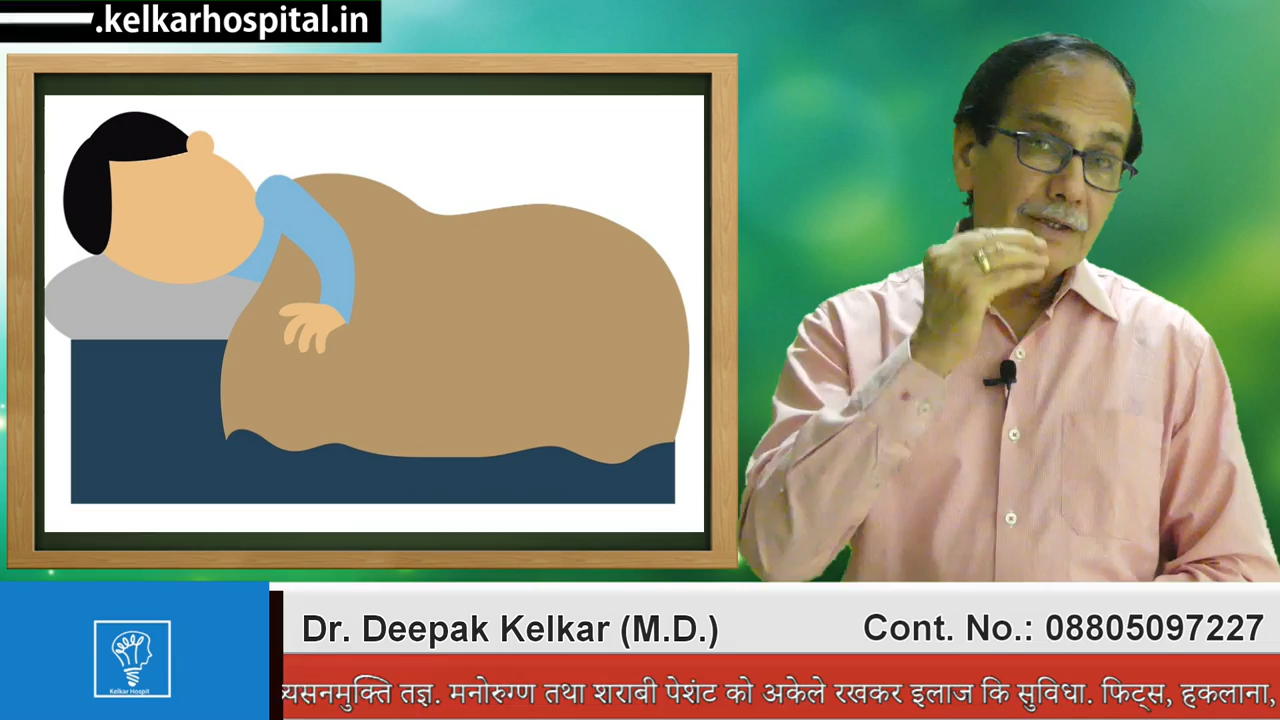 .kelkarhospital.in
Dr. Deepak Kelkar (M.D.)
Cont. No.: 08805097227
Kelkar Hospit
व्यसनमुक्ति तज्ञ. मनोरुग्ण तथा शराबी पेशंट को अकेले रखकर इलाज कि सुविधा. फिट्स, हकलाना,